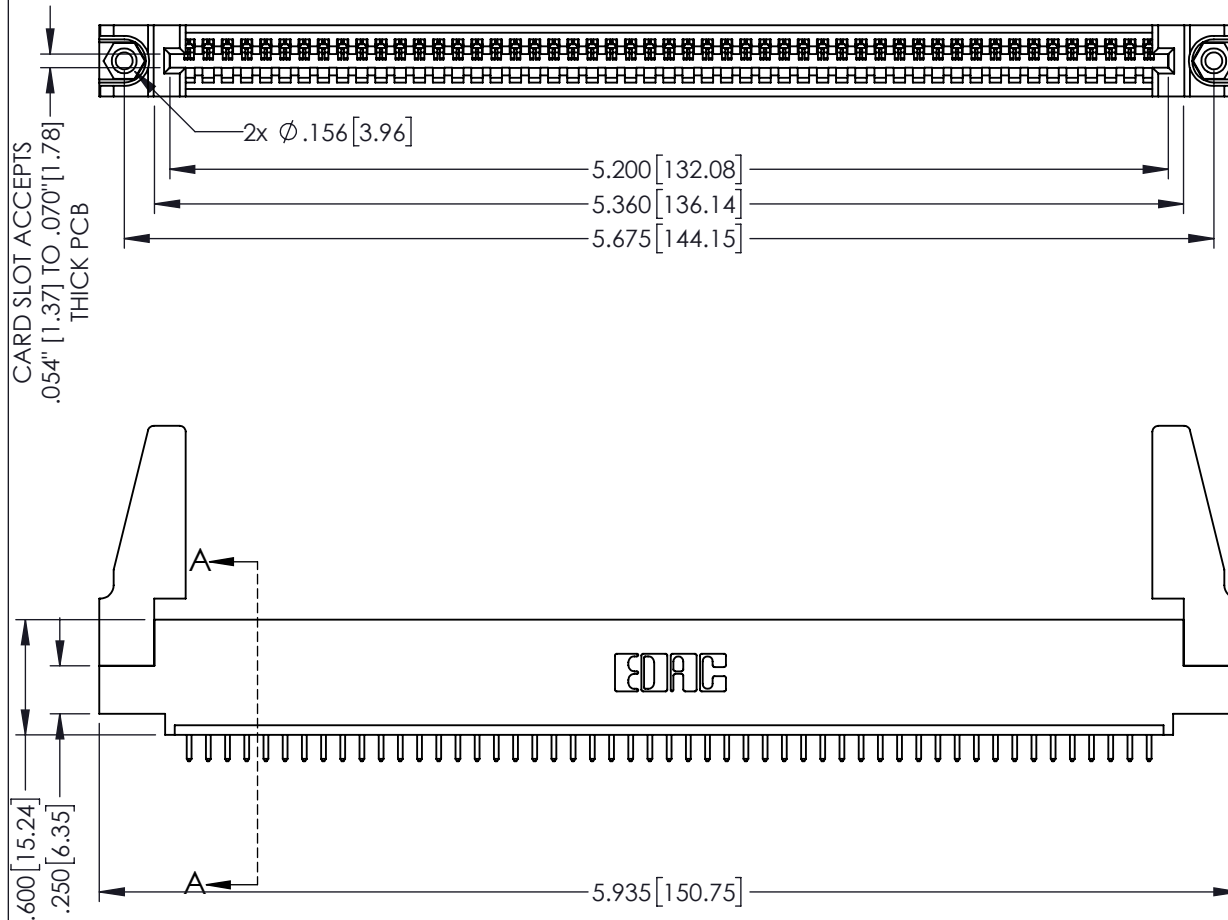 2x Ø .156[3.96]
5.200[132.08]
5.360[136.14]
5.675[144.15]
CARD SLOT ACCEPTS
.054" [1.37] TO .070"[1.78]
THICK PCB
A
EDAC
.600[15.24]
.250[6.35]
A
5.935[150.75]